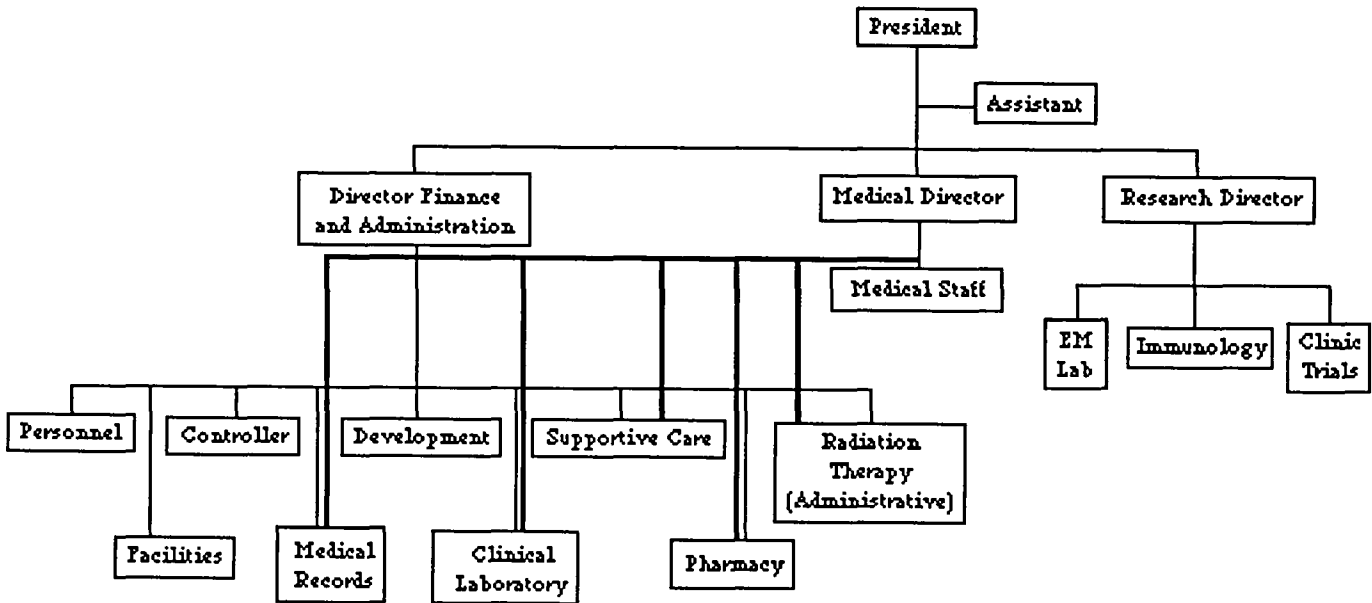 President
Assistant
Director Finance
and Administration
Medical Director
Research Director
Medical Staff
EM
Lab
Immunology
Clinic
Trials
Personnel
Controller
Development
Supportive Care
Radiation
Therapy
(Administrative)
Facilities
Medical
Records
Clinical
Laboratory
Pharmacy